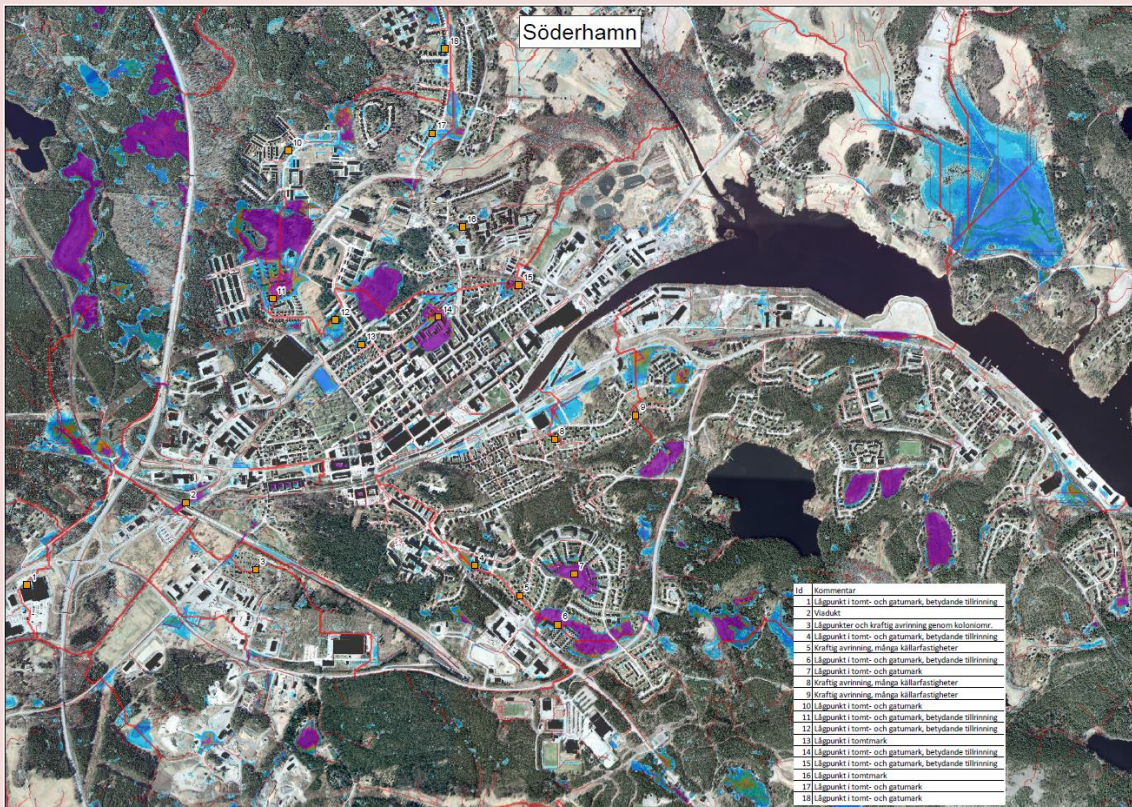 Söderhamn
18
17
10
16
15
11
14
12
13
9
8
2
3
4
7
1
6
Id Kommentar
1 Lågpunkt i tomt- och gatumark, betydande tillrinning
2 Viadukt
3 Lågpunkter och kraftig avrinning genom koloniomr.
4 Lågpunkt i tomt- och gatumark, betydande tillrinning
5 Kraftig avrinning, många källarfastigheter
6 Lågpunkt i tomt- och gatumark, betydande tillrinning
7 Lågpunkt i tomt- och gatumark
8 Kraftig avrinning, många källarfastigheter
9 Kraftig avrinning, många källarfastigheter
10 Lågpunkt i tomt- och gatumark
11 Lågpunkt i tomt- och gatumark, betydande tillrinning
12 Lågpunkt i tomt- och gatumark, betydande tillrinning
13 Lågpunkt i tomtmark
14 Lågpunkt i tomt- och gatumark, betydande tillrinning
15 Lågpunkt i tomt- och gatumark, betydande tillrinning
16 Lågpunkt i tomtmark
17 Lågpunkt i tomt- och gatumark
18 Lågpunkt i tomt- och gatumark